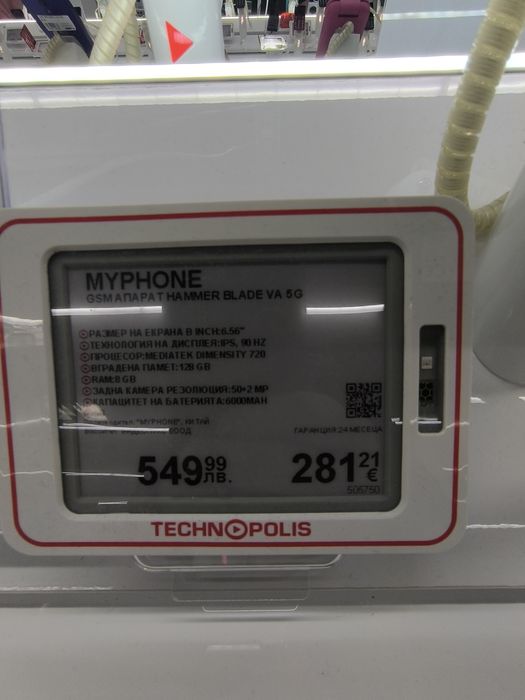 MYPHONE
GSM АПАРАТ HAMMER BLADE VA 5G
РАЗМЕР НА ЕКРАНА В INCH:6.56"
ТЕХНОЛОГИЯ НА ДИСПЛЕЯ:IPS, 90 HZ
ПРОЦЕСОР:MEDIATEK DIMENSITY 720
ВГРАДЕНА ПАМЕТ:128 GB
RAM:8 GB
ЗАДНА КАМЕРА РЕЗОЛЮЦИЯ:50+2 MP
КАПАЦИТЕТ НА БАТЕРИЯТА:6000MAH
"MYPHONE", КИТАЙ
ГАРАНЦИЯ:24 МЕСЕЦА
549 99 ЛВ.
281 21 €
505750
TECHNOPOLIS